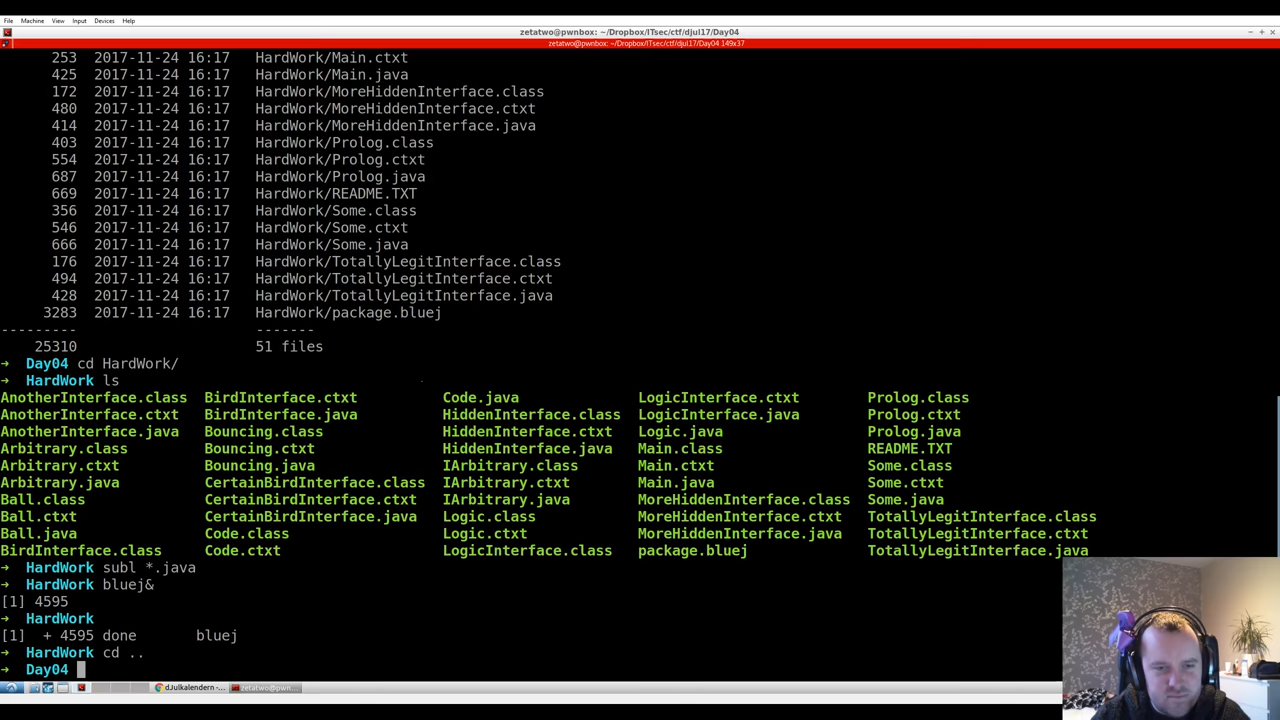 File Machine View Input Devices Help
zetatwo@pwnbox: ~/Dropbox/ITsec/ctf/djul17/Day04
zetatwo@pwnbox: ~/Dropbox/ITsec/ctf/djul17/Day04 149x37
253 2017-11-24 16:17 HardWork/Main.ctxt
425 2017-11-24 16:17 HardWork/Main.java
172 2017-11-24 16:17 HardWork/MoreHiddenInterface.class
480 2017-11-24 16:17 HardWork/MoreHiddenInterface.ctxt
414 2017-11-24 16:17 HardWork/MoreHiddenInterface.java
403 2017-11-24 16:17 HardWork/Prolog.class
554 2017-11-24 16:17 HardWork/Prolog.ctxt
687 2017-11-24 16:17 HardWork/Prolog.java
669 2017-11-24 16:17 HardWork/README.TXT
356 2017-11-24 16:17 HardWork/Some.class
546 2017-11-24 16:17 HardWork/Some.ctxt
666 2017-11-24 16:17 HardWork/Some.java
176 2017-11-24 16:17 HardWork/TotallyLegitInterface.class
494 2017-11-24 16:17 HardWork/TotallyLegitInterface.ctxt
428 2017-11-24 16:17 HardWork/TotallyLegitInterface.java
3283 2017-11-24 16:17 HardWork/package.bluej
--------- -------
25310 51 files
→ Day04 cd HardWork/
→ HardWork ls
AnotherInterface.class BirdInterface.ctxt Code.java LogicInterface.ctxt Prolog.class
AnotherInterface.ctxt BirdInterface.java HiddenInterface.class LogicInterface.java Prolog.ctxt
AnotherInterface.java Bouncing.class HiddenInterface.ctxt Logic.java Prolog.java
Arbitrary.class Bouncing.ctxt HiddenInterface.java Main.class README.TXT
Arbitrary.ctxt Bouncing.java IArbitrary.class Main.ctxt Some.class
Arbitrary.java CertainBirdInterface.class IArbitrary.ctxt Main.java Some.ctxt
Ball.class CertainBirdInterface.ctxt IArbitrary.java MoreHiddenInterface.class Some.java
Ball.ctxt CertainBirdInterface.java Logic.class MoreHiddenInterface.ctxt TotallyLegitInterface.class
Ball.java Code.class Logic.ctxt MoreHiddenInterface.java TotallyLegitInterface.ctxt
BirdInterface.class Code.ctxt LogicInterface.class package.bluej TotallyLegitInterface.java
→ HardWork subl *.java
→ HardWork bluej&
[1] 4595
→ HardWork
[1] + 4595 done bluej
→ HardWork cd ..
→ Day04
dJulkalendern -... zetatwo@pwn...